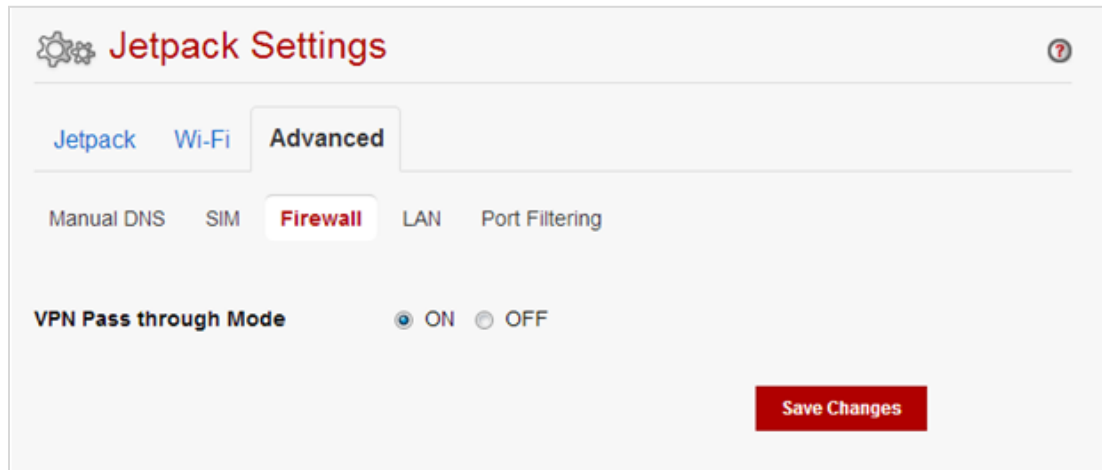 Jetpack Settings ?
Jetpack Wi-Fi Advanced
Manual DNS SIM Firewall LAN Port Filtering
VPN Pass through Mode ON OFF
Save Changes